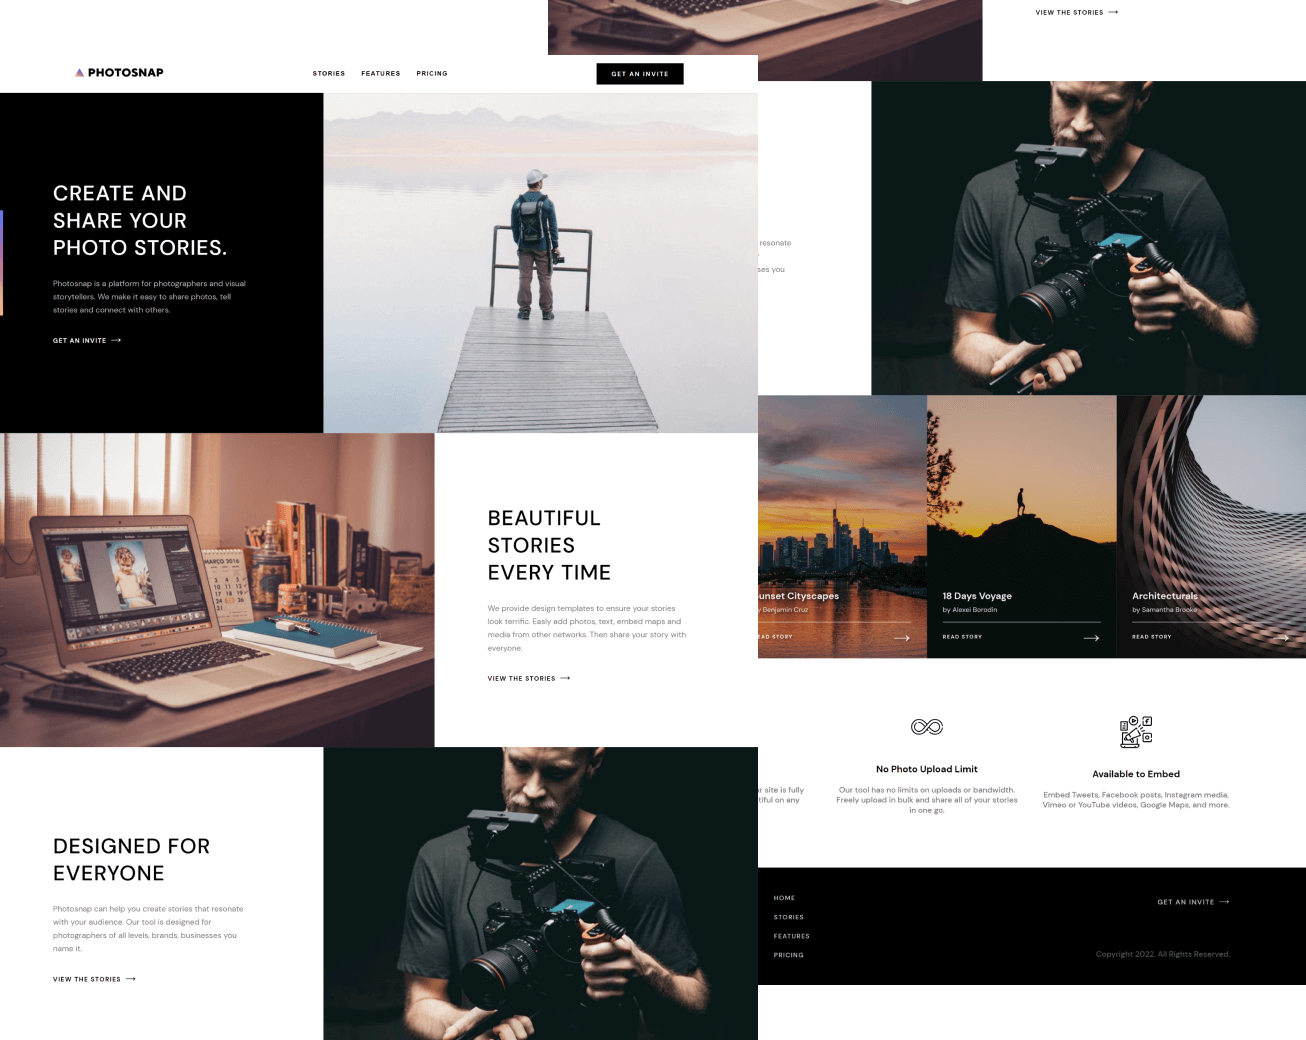 PHOTOSNAP
STORIES FEATURES PRICING
GET AN INVITE
CREATE AND
SHARE YOUR
PHOTO STORIES.
Photosnap is a platform for photographers and visual
storytellers. We make it easy to share photos, tell
stories and connect with others.
GET AN INVITE
MARCO 2016
BEAUTIFUL
STORIES
EVERY TIME
We provide design templates to ensure your stories
look terrific. Easly add photos, text, embed maps and
media from other networks. Then share your story with
everyone.
VIEW THE STORIES
DESIGNED FOR
EVERYONE
Photosnap can help you create stories that resonate
with your audience. Our tool is designed for
photographers of all levels, brands, businesses you
name it.
VIEW THE STORIES
VIEW THE STORIES
resonate
ses you
unset Cityscapes
y Benjamin Cruz
EAD STORY
18 Days Voyage
by Alexei Borodin
READ STORY
Architecturals
by Samantha Brooke
READ STORY
r site is fully
tiful on any
No Photo Upload Limit
Our tool has no limits on uploads or bandwidth.
Freely upload in bulk and share all of your stories
in one go.
Available to Embed
Embed Tweets, Facebook posts, Instagram media,
Vimeo or YouTube videos, Google Maps, and more.
HOME
STORIES
FEATURES
PRICING
GET AN INVITE
Copyright 2022. All Rights Reserved.